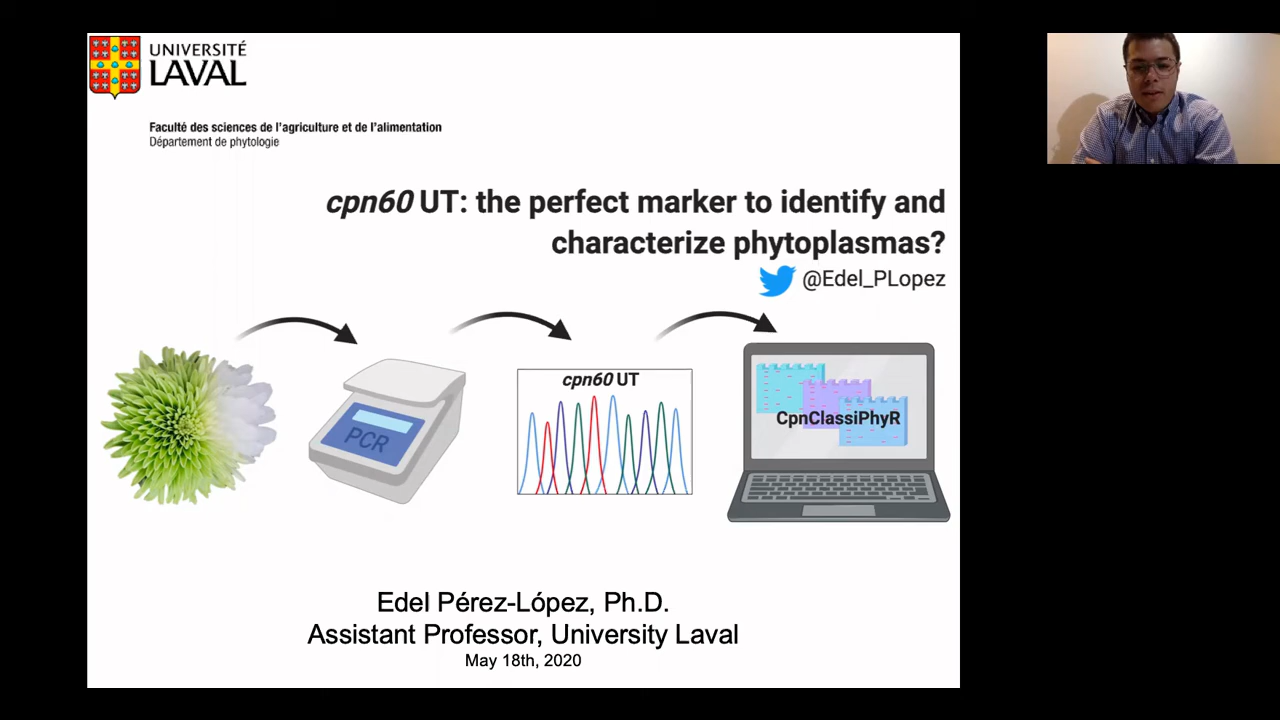 UNIVERSITÉ
LAVAL
Faculté des sciences de l'agriculture et de l'alimentation
Département de phytologie
cpn60 UT: the perfect marker to identify and
characterize phytoplasmas?
@Edel_PLopez
PCR
cpn60 UT
CpnClassiPhyR
Edel Pérez-López, Ph.D.
Assistant Professor, University Laval
May 18th, 2020